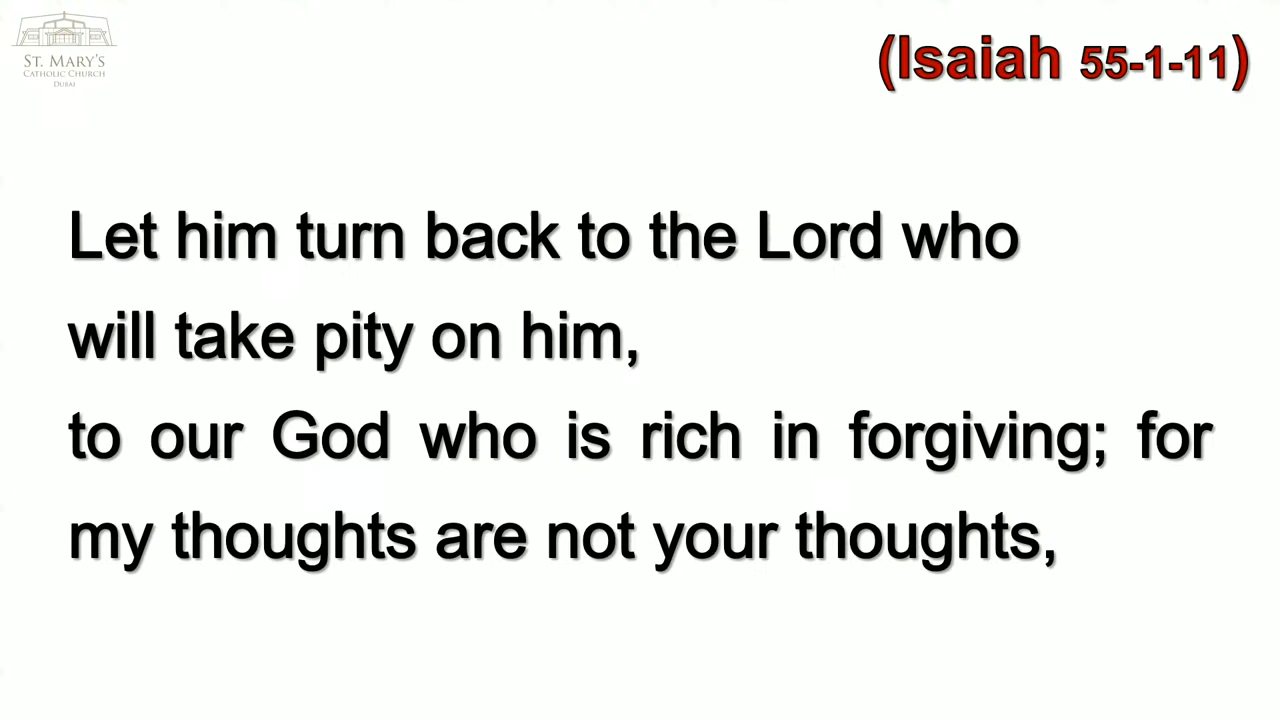 ST. MARY'S
CATHOLIC CHURCH
DUBAI
(Isaiah 55-1-11)
Let him turn back to the Lord who
will take pity on him,
to our God who is rich in forgiving; for
my thoughts are not your thoughts,